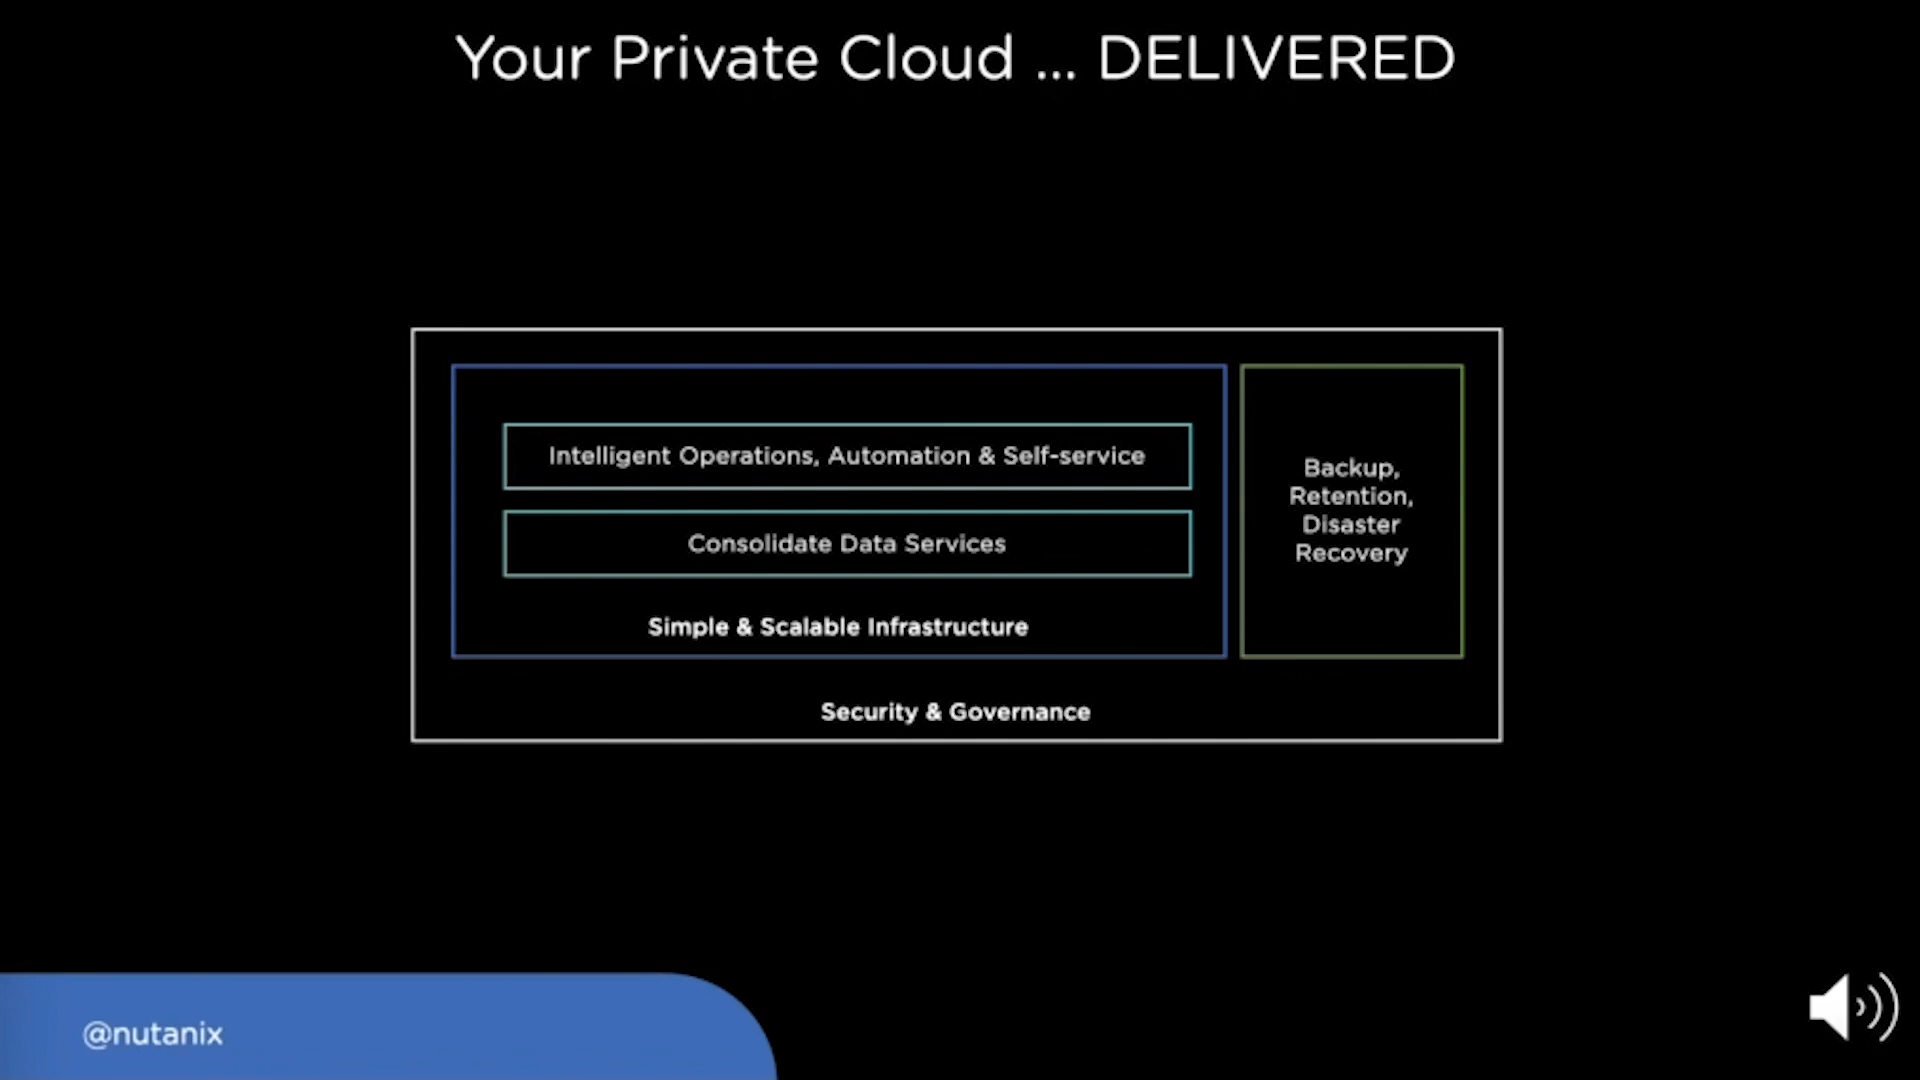 Your Private Cloud ... DELIVERED
Intelligent Operations, Automation & Self-service
Consolidate Data Services
Simple & Scalable Infrastructure
Backup,
Retention,
Disaster
Recovery
Security & Governance
@nutanix